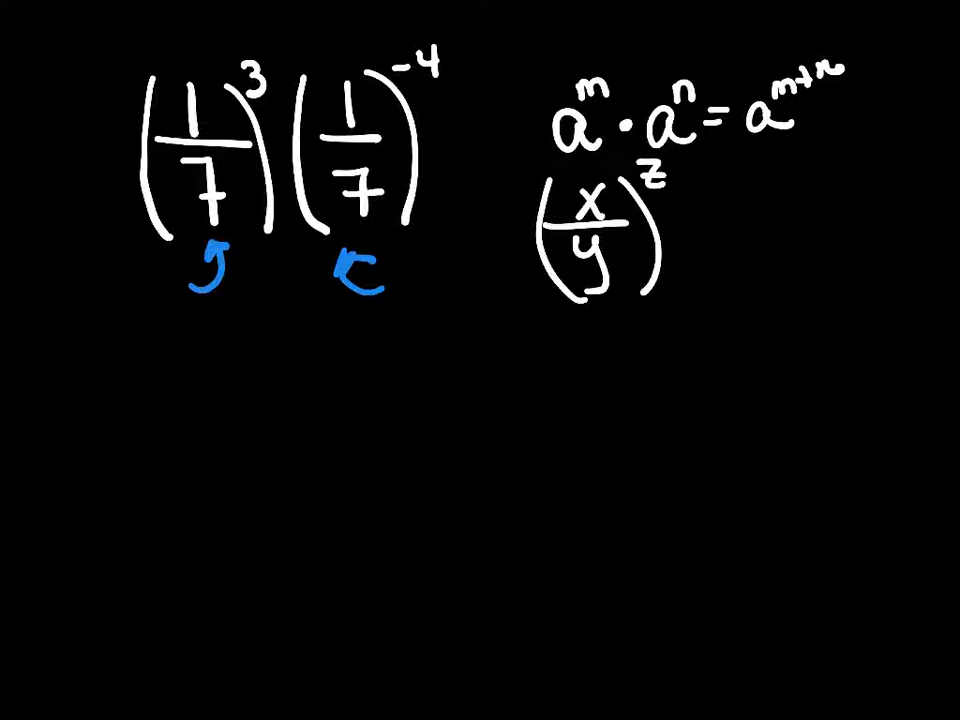 (1/7)^3 (1/7)^-4
a^m · a^n = a^m+n
(x/y)^z